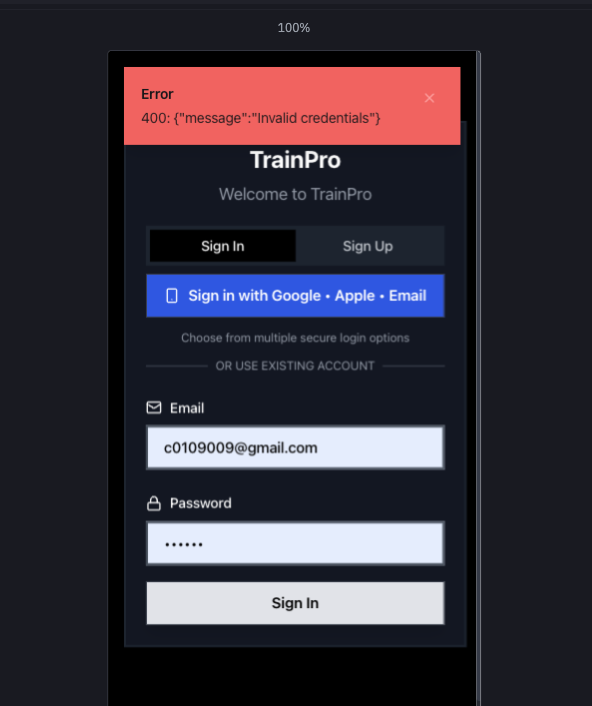 100%
Error
400: {"message":"Invalid credentials"}
TrainPro
Welcome to TrainPro
Sign In
Sign Up
Sign in with Google • Apple • Email
Choose from multiple secure login options
OR USE EXISTING ACCOUNT
Email
c0109009@gmail.com
Password
••••••
Sign In